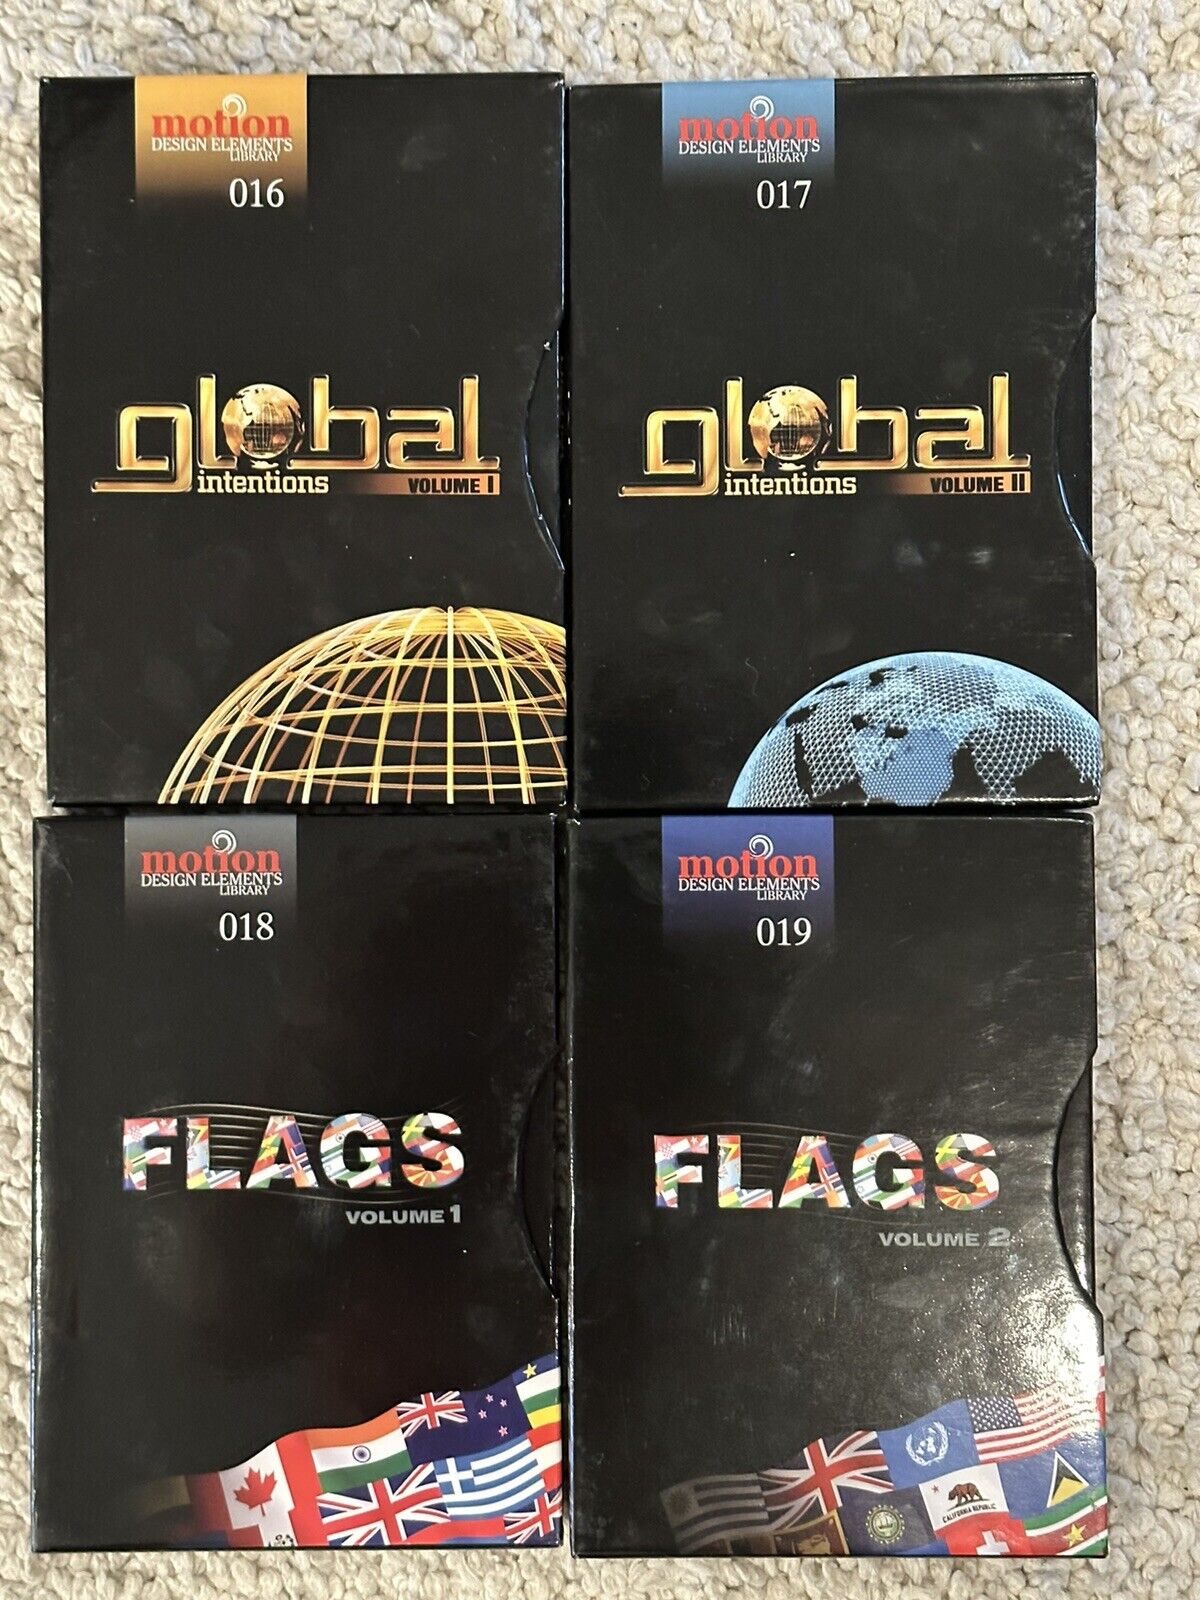 motion
DESIGN ELEMENTS
LIBRARY
016
global
intentions VOLUME I
motion
DESIGN ELEMENTS
LIBRARY
017
global
intentions VOLUME II
motion
DESIGN ELEMENTS
LIBRARY
018
FLAGS
VOLUME 1
motion
DESIGN ELEMENTS
LIBRARY
019
FLAGS
VOLUME 2
CALIFORNIA REPUBLIC